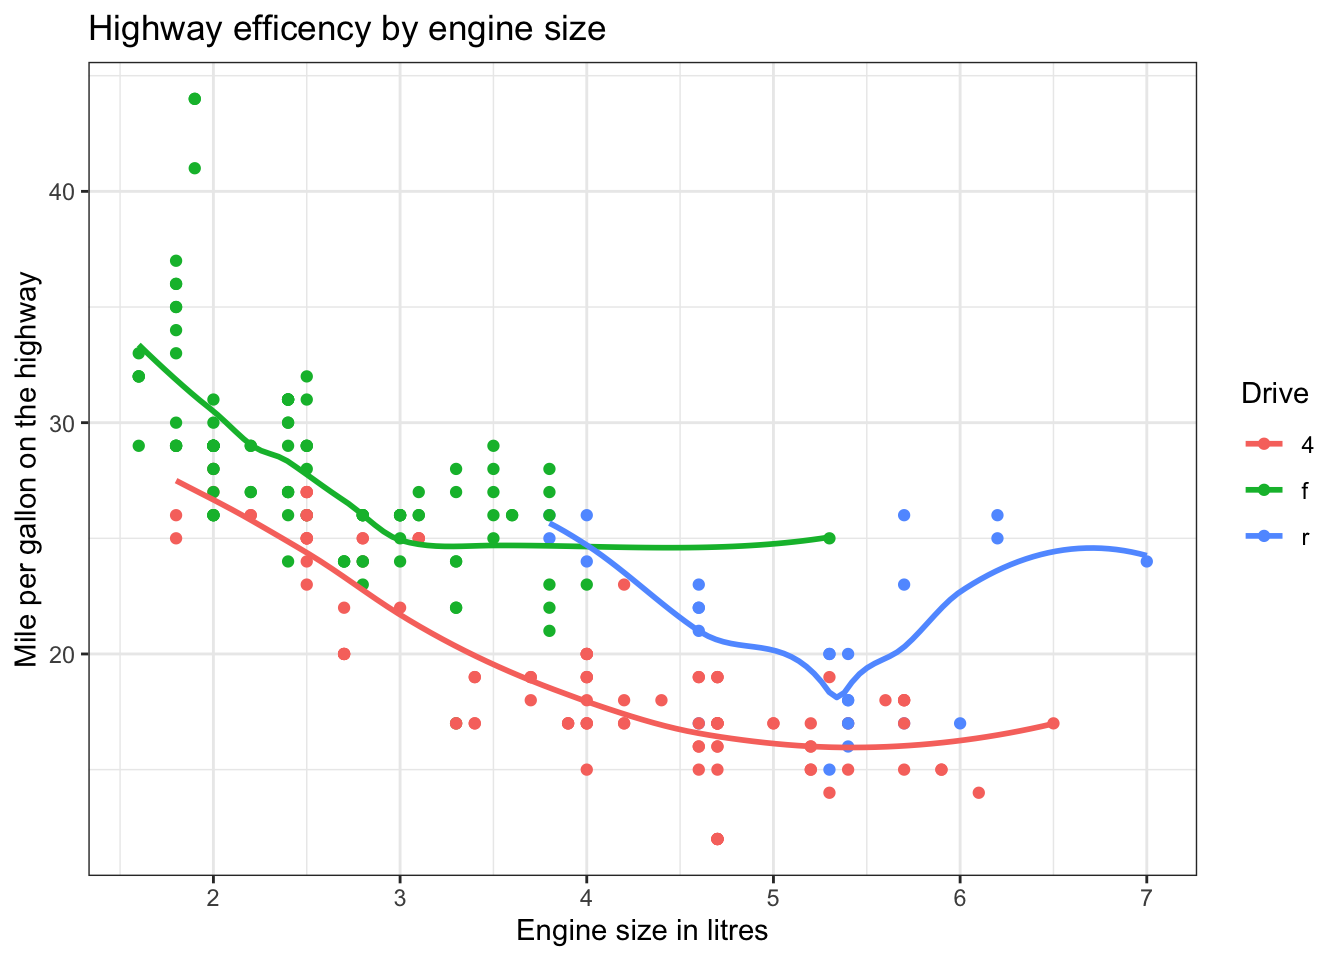 Highway efficency by engine size
Mile per gallon on the highway
40
30
20
2 3 4 5 6 7
Engine size in litres
Drive
4
f
r